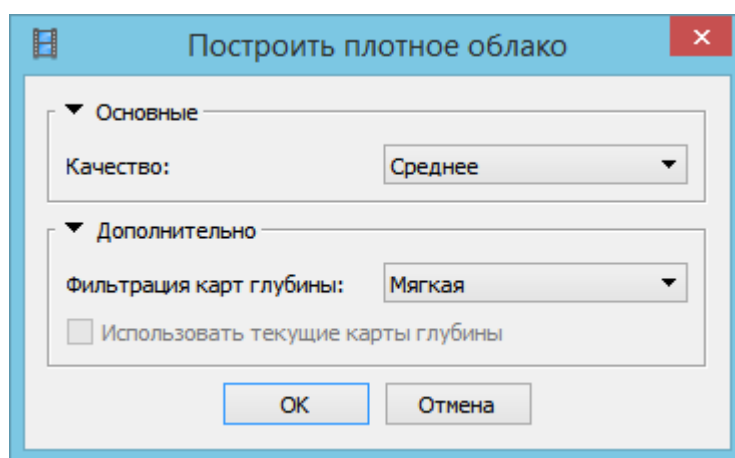 Построить плотное облако
Основные
Качество: Среднее
Дополнительно
Фильтрация карт глубины: Мягкая
Использовать текущие карты глубины
OK Отмена